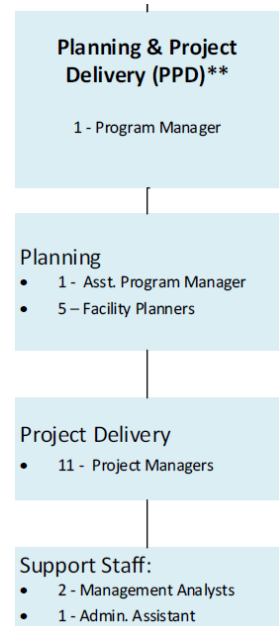 Planning & Project
Delivery (PPD)**
1 - Program Manager
Planning
• 1 - Asst. Program Manager
• 5 – Facility Planners
Project Delivery
• 11 - Project Managers
Support Staff:
• 2 - Management Analysts
• 1 - Admin. Assistant